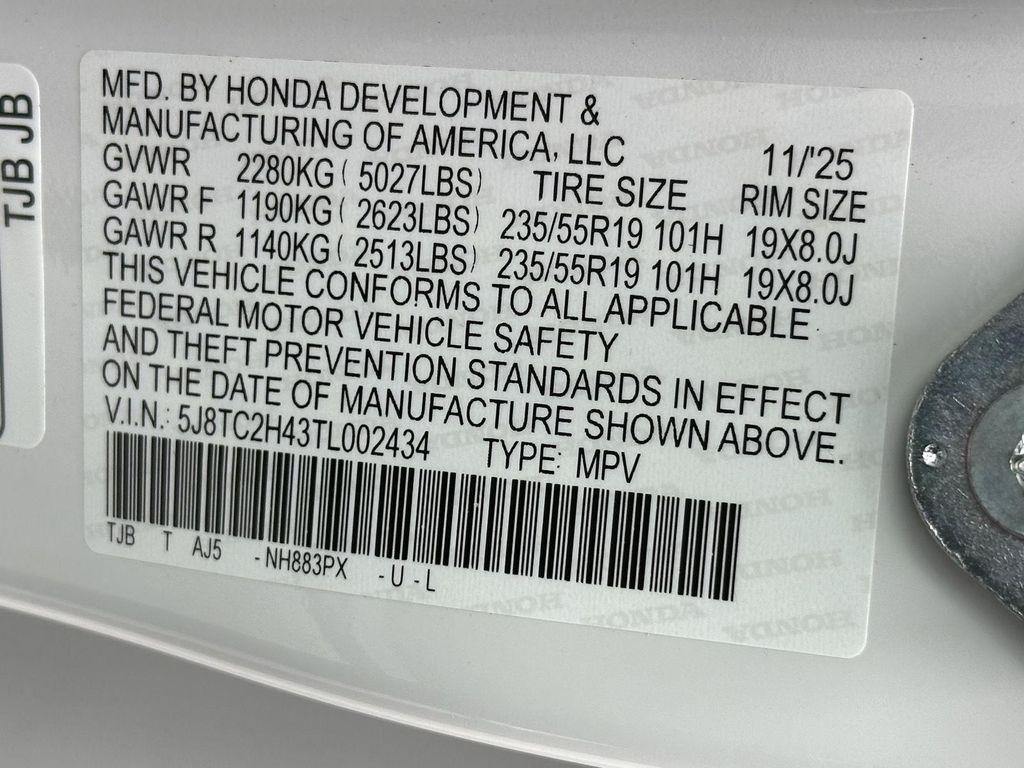 TJB JB
MFD. BY HONDA DEVELOPMENT &
MANUFACTURING OF AMERICA, LLC 11/'25
GVWR 2280KG ( 5027LBS) TIRE SIZE RIM SIZE
GAWR F 1190KG ( 2623LBS) 235/55R19 101H 19X8.0J
GAWR R 1140KG ( 2513LBS) 235/55R19 101H 19X8.0J
THIS VEHICLE CONFORMS TO ALL APPLICABLE
FEDERAL MOTOR VEHICLE SAFETY
AND THEFT PREVENTION STANDARDS IN EFFECT
ON THE DATE OF MANUFACTURE SHOWN ABOVE.
V.I.N.: 5J8TC2H43TL002434 TYPE: MPV
TJB T AJ5 -NH883PX -U-L